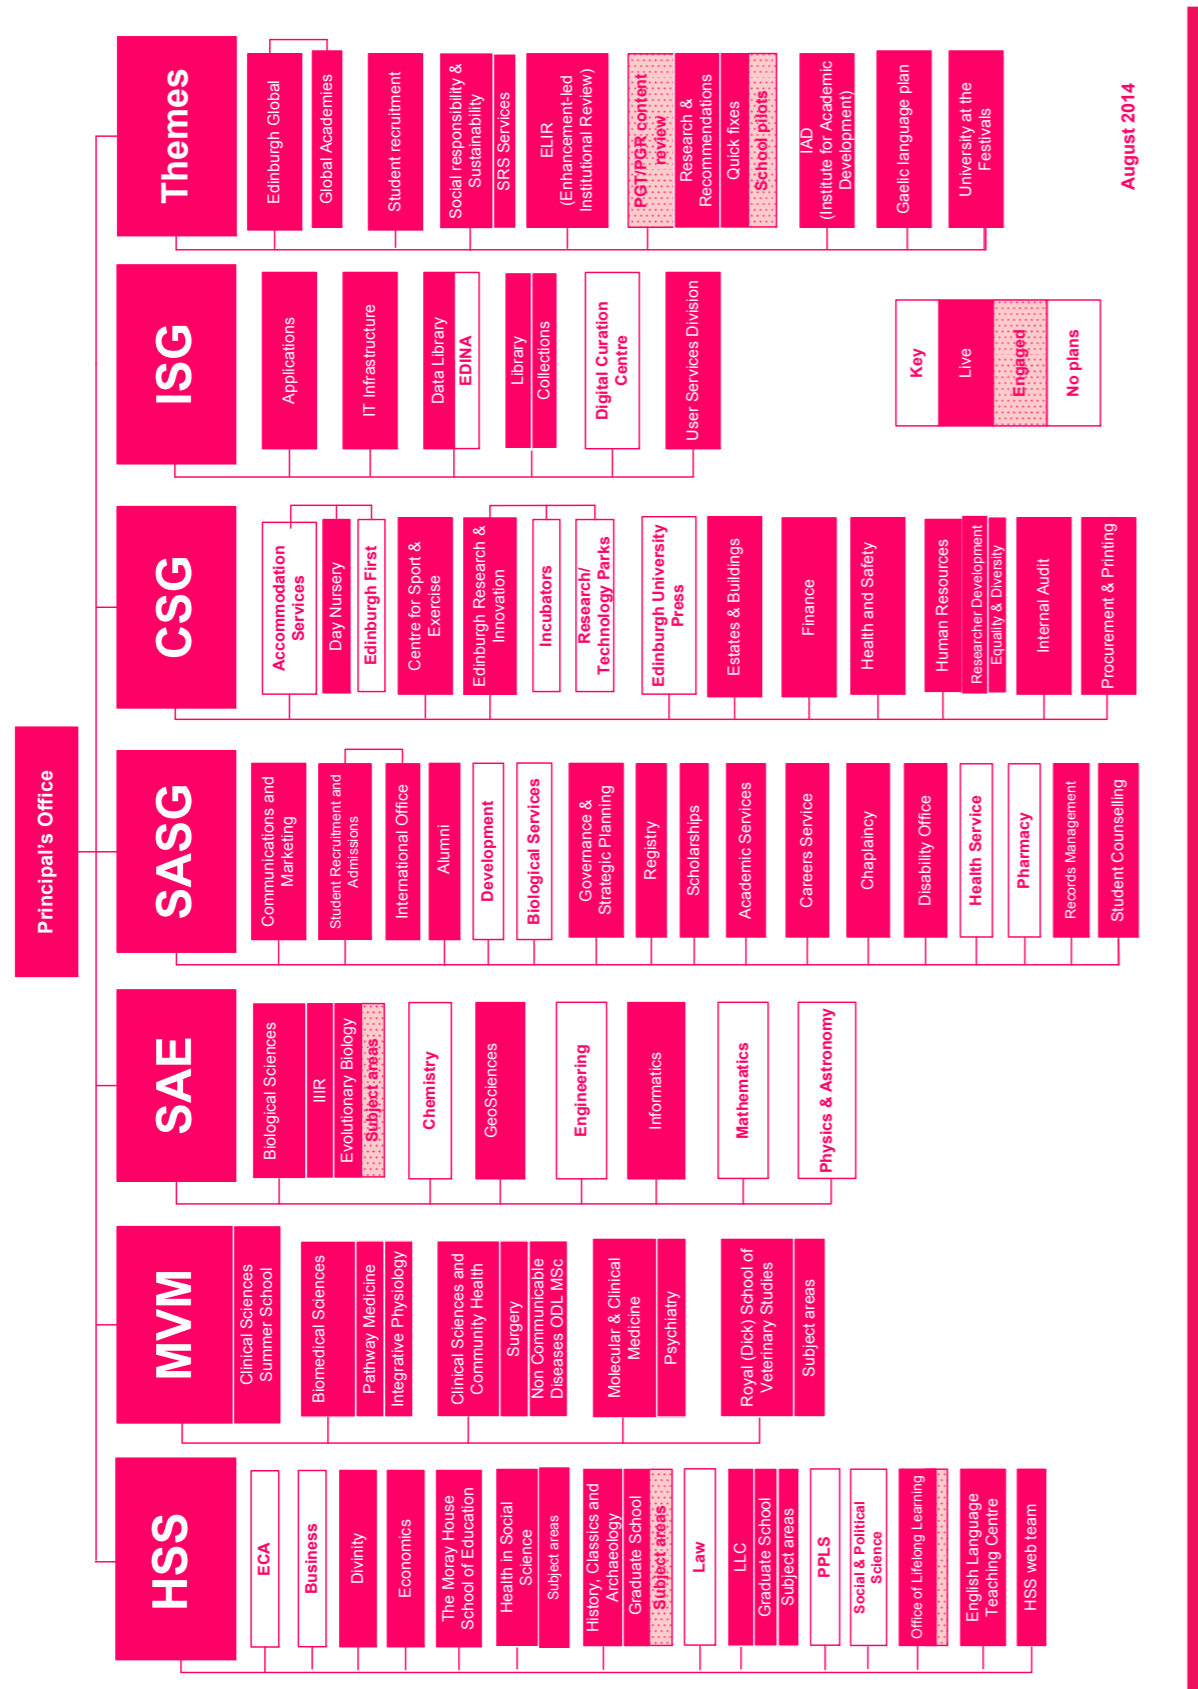 Principal's Office
HSS
ECA
Business
Divinity
Economics
The Moray House
School of Education
Health in Social
Science
Subject areas
History, Classics and
Archaeology
Graduate School
Subject areas
Law
LLC
Graduate School
Subject areas
PPLS
Social & Political
Science
Office of Lifelong Learning
English Language
Teaching Centre
HSS web team
MVM
Clinical Sciences
Summer School
Biomedical Sciences
Pathway Medicine
Integrative Physiology
Clinical Sciences and
Community Health
Surgery
Non Communicable
Diseases ODL MSc
Molecular & Clinical
Medicine
Psychiatry
Royal (Dick) School of
Veterinary Studies
Subject areas
SAE
Biological Sciences
IIIR
Evolutionary Biology
Subject areas
Chemistry
GeoSciences
Engineering
Informatics
Mathematics
Physics & Astronomy
SASG
Communications and
Marketing
Student Recruitment and
Admissions
International Office
Alumni
Development
Biological Services
Governance &
Strategic Planning
Registry
Scholarships
Academic Services
Careers Service
Chaplaincy
Disability Office
Health Service
Pharmacy
Records Management
Student Counselling
CSG
Accommodation
Services
Day Nursery
Edinburgh First
Centre for Sport &
Exercise
Edinburgh Research &
Innovation
Incubators
Research/
Technology Parks
Edinburgh University
Press
Estates & Buildings
Finance
Health and Safety
Human Resources
Researcher Development
Equality & Diversity
Internal Audit
Procurement & Printing
ISG
Applications
IT Infrastructure
Data Library
EDINA
Library
Collections
Digital Curation
Centre
User Services Division
Themes
Edinburgh Global
Global Academies
Student recruitment
Social responsibility &
Sustainability
SRS Services
ELIR
(Enhancement-led
Institutional Review)
PGT/PGR content
review
Research &
Recommendations
Quick fixes
School pilots
IAD
(Institute for Academic
Development)
Gaelic language plan
University at the
Festivals
Key
Live
Engaged
No plans
August 2014